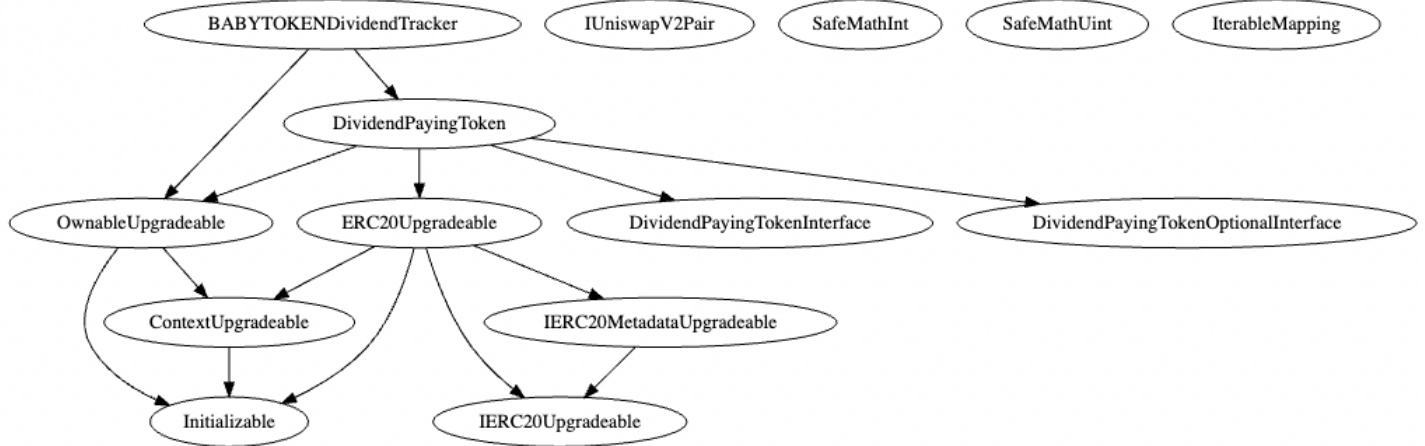 BABYTOKENDividendTracker
IUniswapV2Pair
SafeMathInt
SafeMathUint
IterableMapping
DividendPayingToken
OwnableUpgradeable
ERC20Upgradeable
DividendPayingTokenInterface
DividendPayingTokenOptionalInterface
ContextUpgradeable
IERC20MetadataUpgradeable
Initializable
IERC20Upgradeable